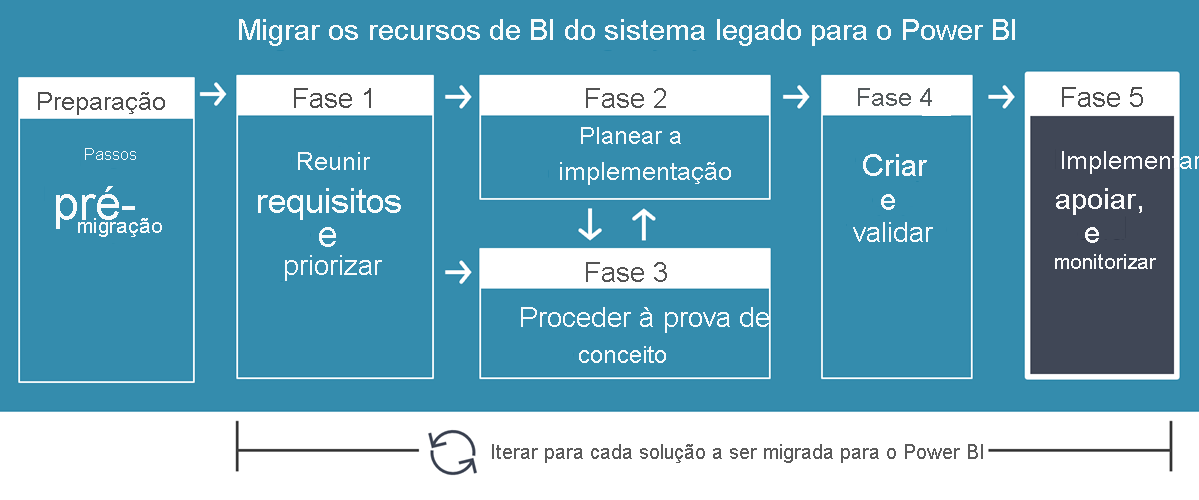 Migrar os recursos de BI do sistema legado para o Power BI
Preparação
Passos
pré-
migração
Fase 1
Reunir
requisitos
e
priorizar
Fase 2
Planear a
implementação
Fase 3
Proceder à prova de
conceito
Fase 4
Criar
e
validar
Fase 5
Implementar
apoiar,
e
monitorizar
Iterar para cada solução a ser migrada para o Power BI